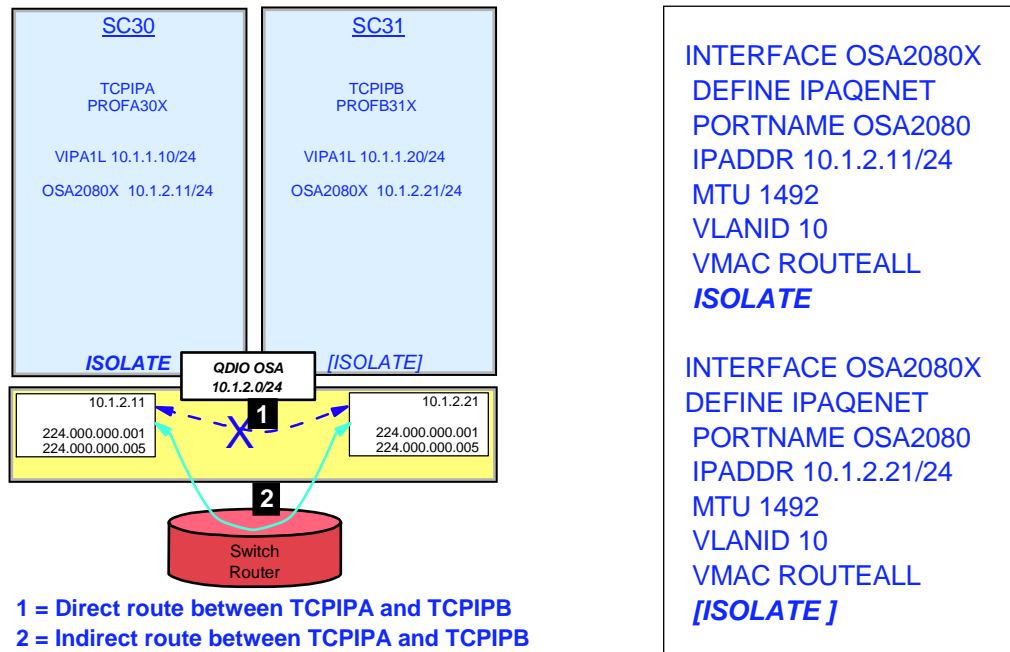 SC30
TCPIPA
PROFA30X
VIPA1L 10.1.1.10/24
OSA2080X 10.1.2.11/24
ISOLATE
SC31
TCPIPB
PROFB31X
VIPA1L 10.1.1.20/24
OSA2080X 10.1.2.21/24
[ISOLATE]
QDIO OSA
10.1.2.0/24
10.1.2.11
224.000.000.001
224.000.000.005
1
X
10.1.2.21
224.000.000.001
224.000.000.005
2
Switch
Router
1 = Direct route between TCPIPA and TCPIPB
2 = Indirect route between TCPIPA and TCPIPB
INTERFACE OSA2080X
DEFINE IPAQENET
PORTNAME OSA2080
IPADDR 10.1.2.11/24
MTU 1492
VLANID 10
VMAC ROUTEALL
ISOLATE
INTERFACE OSA2080X
DEFINE IPAQENET
PORTNAME OSA2080
IPADDR 10.1.2.21/24
MTU 1492
VLANID 10
VMAC ROUTEALL
[ISOLATE ]